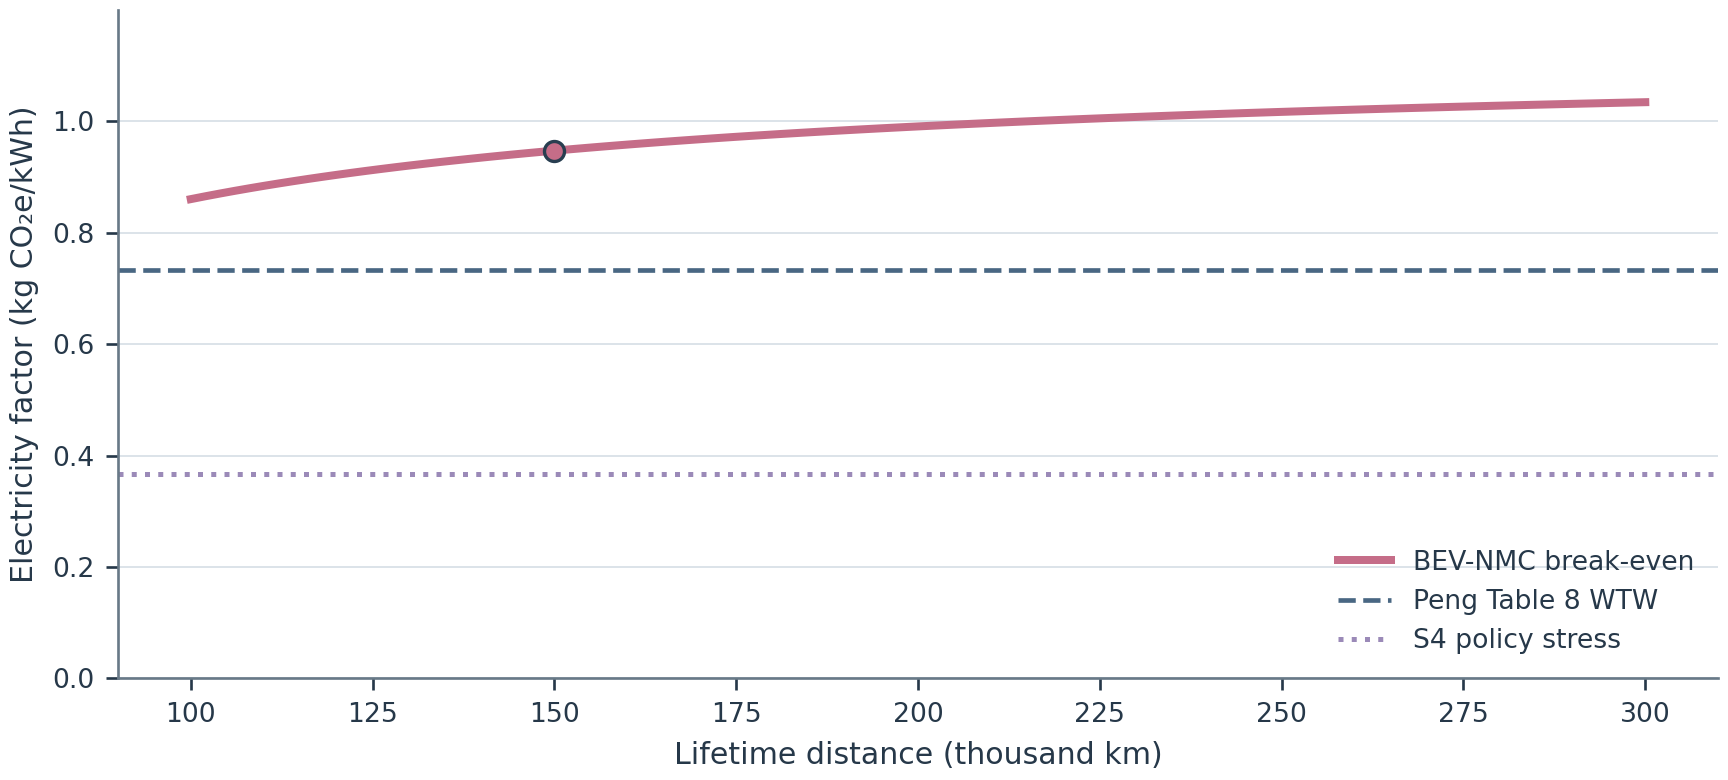 Electricity factor (kg CO₂e/kWh)
1.0
0.8
0.6
0.4
0.2
0.0
BEV-NMC break-even
Peng Table 8 WTW
S4 policy stress
100 125 150 175 200 225 250 275 300
Lifetime distance (thousand km)